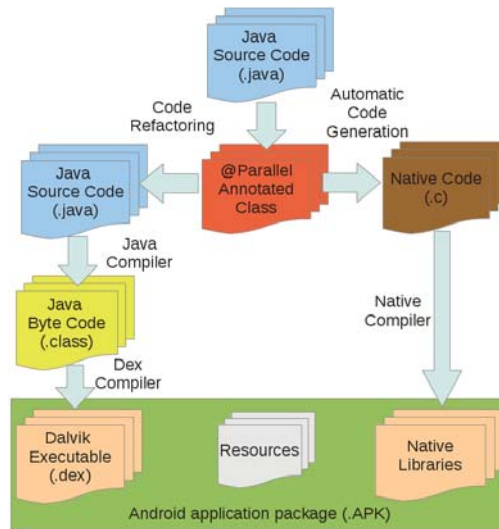 Java
Source Code
(.java)
Code
Refactoring
Automatic
Code
Generation
Java
Source Code
(.java)
@Parallel
Annotated
Class
Native Code
(.c)
Java
Compiler
Native
Compiler
Java
Byte Code
(.class)
Dex
Compiler
Dalvik
Executable
(.dex)
Resources
Native
Libraries
Android application package (.APK)